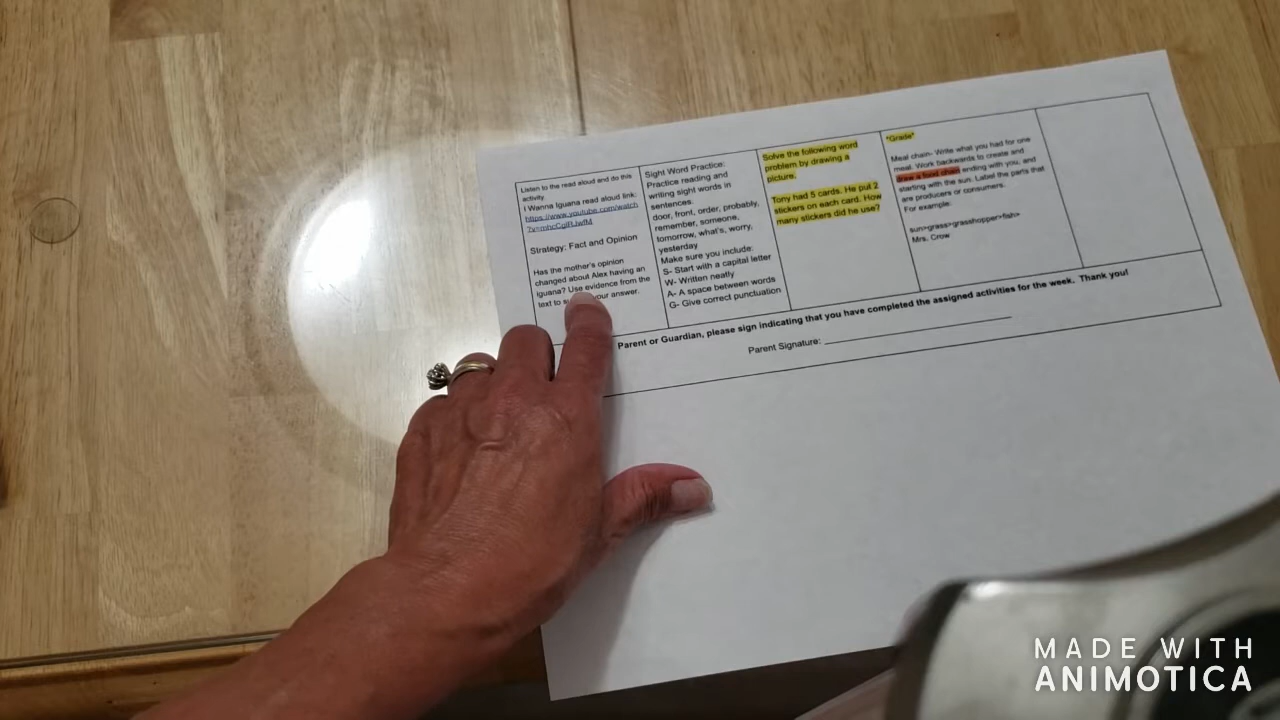 Listen to the read aloud and do this
activity.
I Wanna Iguana read aloud link:
https://www.youtube.com/watch
Strategy: Fact and Opinion
Has the mother's opinion
changed about Alex having an
iguana? Use evidence from the
text to your answer.
Sight Word Practice:
Practice reading and
writing sight words in
sentences.
door, front, order, probably,
remember, someone,
tomorrow, what's, worry,
yesterday
Make sure you include:
S- Start with a capital letter
W- Written neatly
A- A space between words
G- Give correct punctuation
Solve the following word
problem by drawing a
picture.
Tony had 5 cards. He put 2
stickers on each card. How
many stickers did he use?
*Grade*
Meal chain- Write what you had for one
meal. Work backwards to create and
draw a food chain ending with you, and
starting with the sun. Label the parts that
are producers or consumers.
For example:
sun>grass>grasshopper>fish>
Mrs. Crow
Parent or Guardian, please sign indicating that you have completed the assigned activities for the week. Thank you!
Parent Signature:
MADE WITH
ANIMOTICA